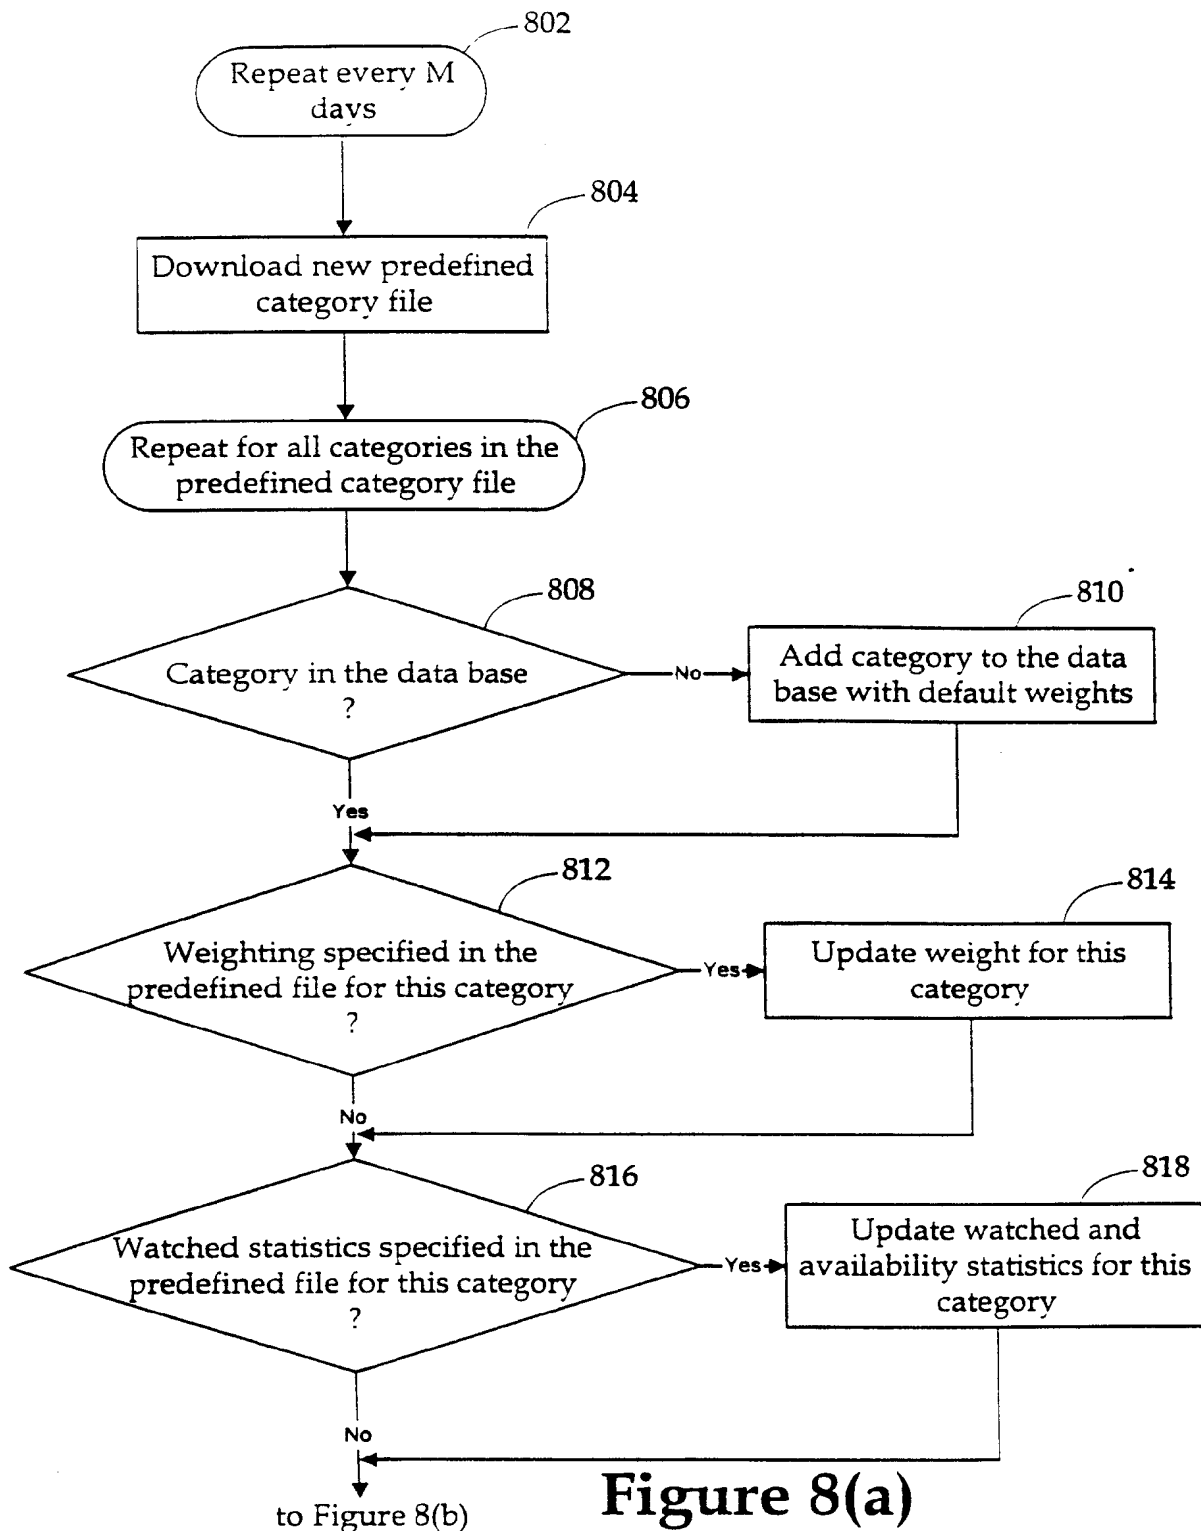 802
Repeat every M
days
804
Download new predefined
category file
806
Repeat for all categories in the
predefined category file
808
Category in the data base
?
No
810
Add category to the data
base with default weights
Yes
812
Weighting specified in the
predefined file for this category
?
Yes
814
Update weight for this
category
No
816
Watched statistics specified in the
predefined file for this category
?
Yes
818
Update watched and
availability statistics for this
category
No
to Figure 8(b)
Figure 8(a)